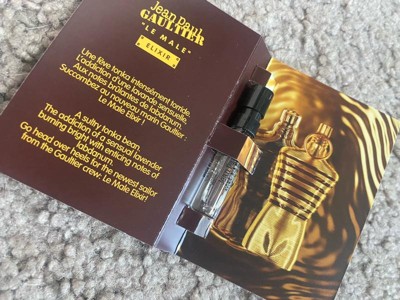 Jean Paul
GAULTIER
"LE MALE"
ELIXIR
Une fève tonka intensément torride.
L'addiction d'une lavande sensuelle.
Aux notes brûlantes de labdanum.
Succombez au nouveau marin Gaultier :
Le Male Elixir !
A sultry tonka bean
The addiction of a sensual lavender
burning bright with enticing notes of
labdanum.
Go head over heels for the newest sailor
from the Gaultier crew: Le Male Elixir!